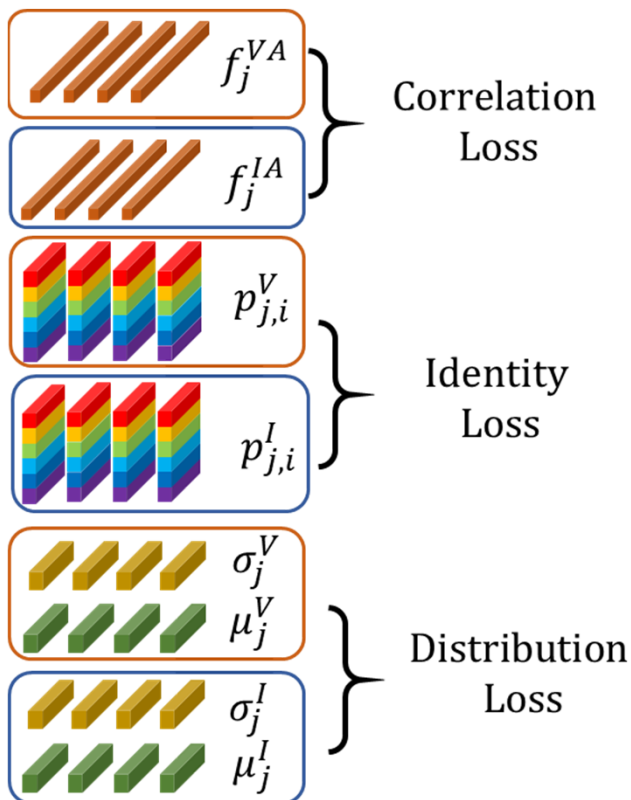 f_j^{VA}
Correlation
Loss
f_j^{IA}
p_{j,i}^V
Identity
Loss
p_{j,i}^I
σ_j^V
μ_j^V
Distribution
Loss
σ_j^I
μ_j^I